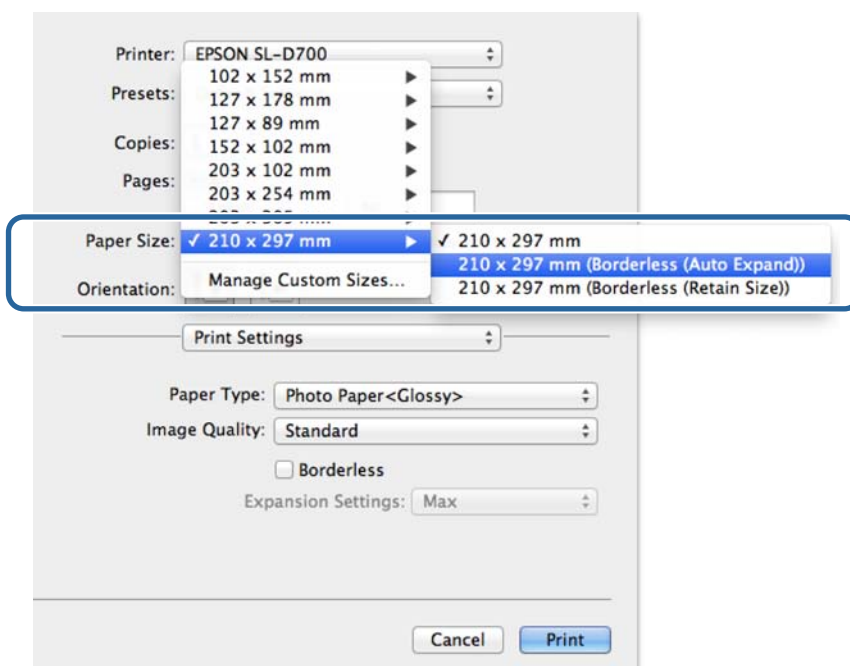 Printer: EPSON SL-D700
102 x 152 mm
Presets:
127 x 178 mm
127 x 89 mm
Copies:
152 x 102 mm
203 x 102 mm
Pages:
203 x 254 mm
Paper Size: ✓ 210 x 297 mm ✓ 210 x 297 mm
210 x 297 mm (Borderless (Auto Expand))
Orientation: Manage Custom Sizes... 210 x 297 mm (Borderless (Retain Size))
Print Settings
Paper Type: Photo Paper<Glossy>
Image Quality: Standard
Borderless
Expansion Settings: Max
Cancel Print